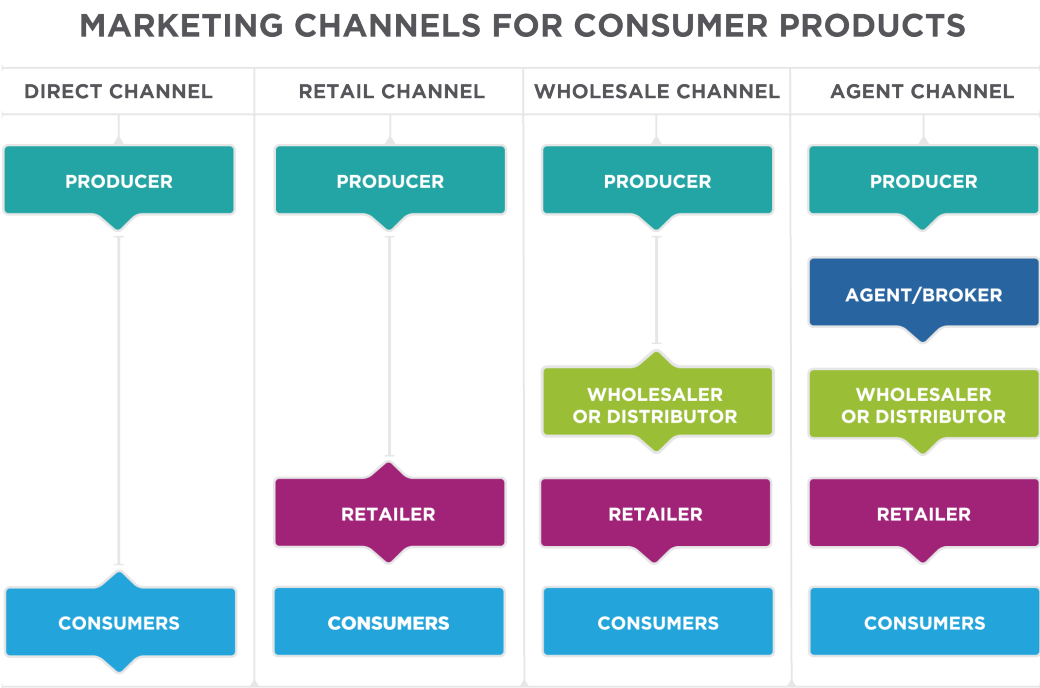 MARKETING CHANNELS FOR CONSUMER PRODUCTS
DIRECT CHANNEL
RETAIL CHANNEL
WHOLESALE CHANNEL
AGENT CHANNEL
PRODUCER
PRODUCER
PRODUCER
PRODUCER
AGENT/BROKER
WHOLESALER
OR DISTRIBUTOR
WHOLESALER
OR DISTRIBUTOR
RETAILER
RETAILER
RETAILER
CONSUMERS
CONSUMERS
CONSUMERS
CONSUMERS